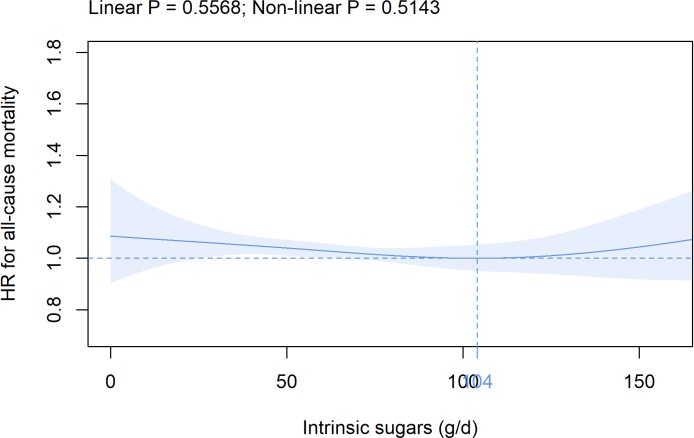 Linear P = 0.5568; Non-linear P = 0.5143
HR for all-cause mortality
1.8
1.6
1.4
1.2
1.0
0.8
0 50 100 104 150
Intrinsic sugars (g/d)